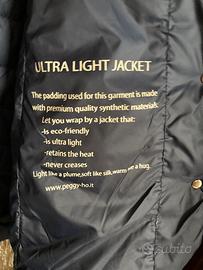 ULTRA LIGHT JACKET
The padding used for this garment is made
with premium quality synthetic materials.
Let you wrap by a jacket that:
-is eco-friendly
-is ultra light
-retains the heat
-never creases
Light like a plume,soft like silk,warm like a hug.
www.peggy-ho.it
subito